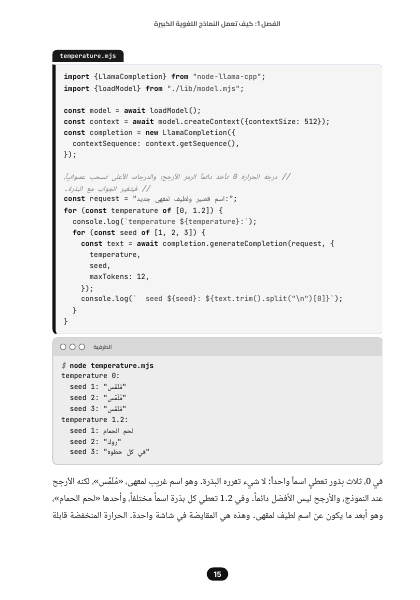 الفصل 1: كيف تعمل النماذج اللغوية الكبيرة
temperature.mjs
import {LlamaCompletion} from "node-llama-cpp";
import {loadModel} from "./lib/model.mjs";
const model = await loadModel();
const context = await model.createContext({contextSize: 512});
const completion = new LlamaCompletion({
  contextSequence: context.getSequence(),
});
// درجة الحرارة 0 تأخذ دائماً الرمز الأرجح؛ والدرجات الأعلى تسحب عشوائياً،
// فيتغير الجواب مع البذرة.
const request = "اسم قصير ولطيف لمقهى جديد:";
for (const temperature of [0, 1.2]) {
  console.log(`temperature ${temperature}:`);
  for (const seed of [1, 2, 3]) {
    const text = await completion.generateCompletion(request, {
      temperature,
      seed,
      maxTokens: 12,
    });
    console.log(`  seed ${seed}: ${text.trim().split("\n")[0]}`);
  }
}
الطرفية
$ node temperature.mjs
temperature 0:
  seed 1: "مُلَقّس"
  seed 2: "مُلَقّس"
  seed 3: "مُلَقّس"
temperature 1.2:
  seed 1: لحم الحمام
  seed 2: "رواد"
  seed 3: "في كل خطوة"
في 0، ثلاث بذور تعطي اسماً واحداً: لا شيء تقرره البذرة. وهو اسم غريب لمقهى، «مُلَقّس»، لكنه الأرجح
عند النموذج، والأرجح ليس الأفضل دائماً. وفي 1.2 تعطي كل بذرة اسماً مختلفاً، وأحدها «لحم الحمام»،
وهو أبعد ما يكون عن اسم لطيف لمقهى. وهذه هي المقايضة في شاشة واحدة. الحرارة المنخفضة قابلة
15